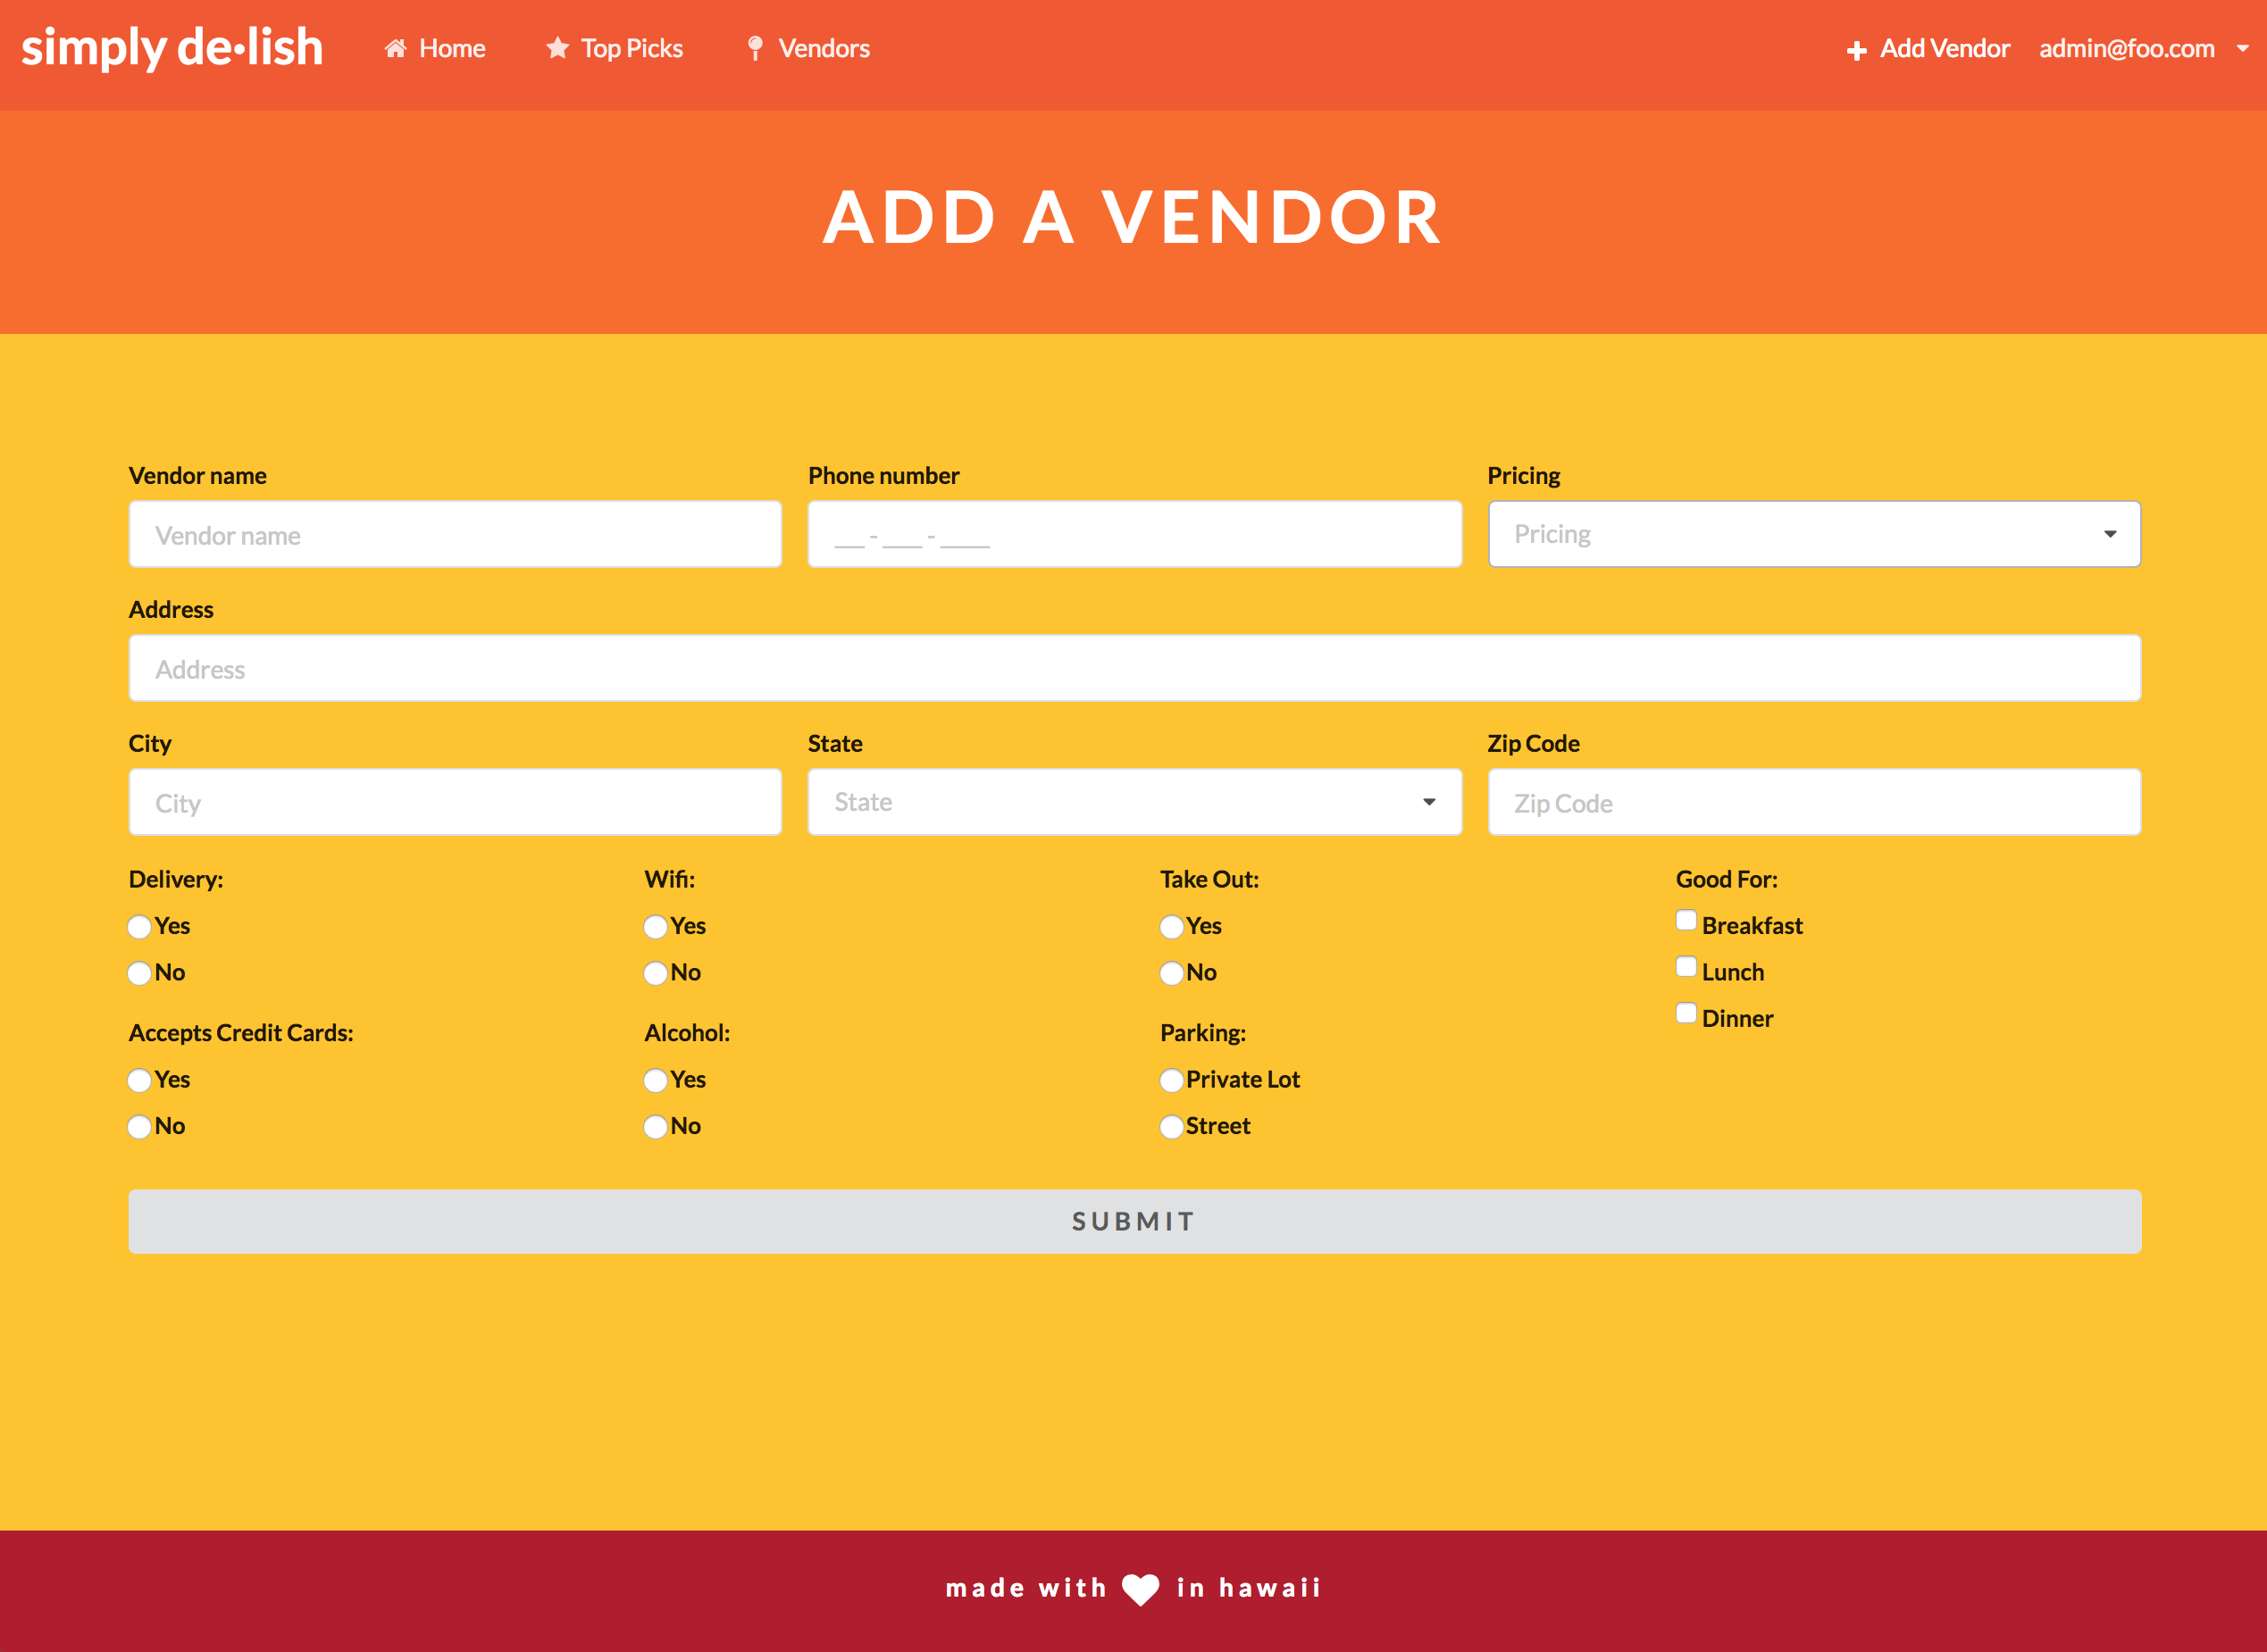 simply de•lish Home Top Picks Vendors Add Vendor admin@foo.com
ADD A VENDOR
Vendor name Phone number Pricing
Vendor name ___ - ____ - _____ Pricing
Address
Address
City State Zip Code
City State Zip Code
Delivery: Wifi: Take Out: Good For:
Yes Yes Yes Breakfast
No No No Lunch
Dinner
Accepts Credit Cards: Alcohol: Parking:
Yes Yes Private Lot
No No Street
SUBMIT
made with in hawaii